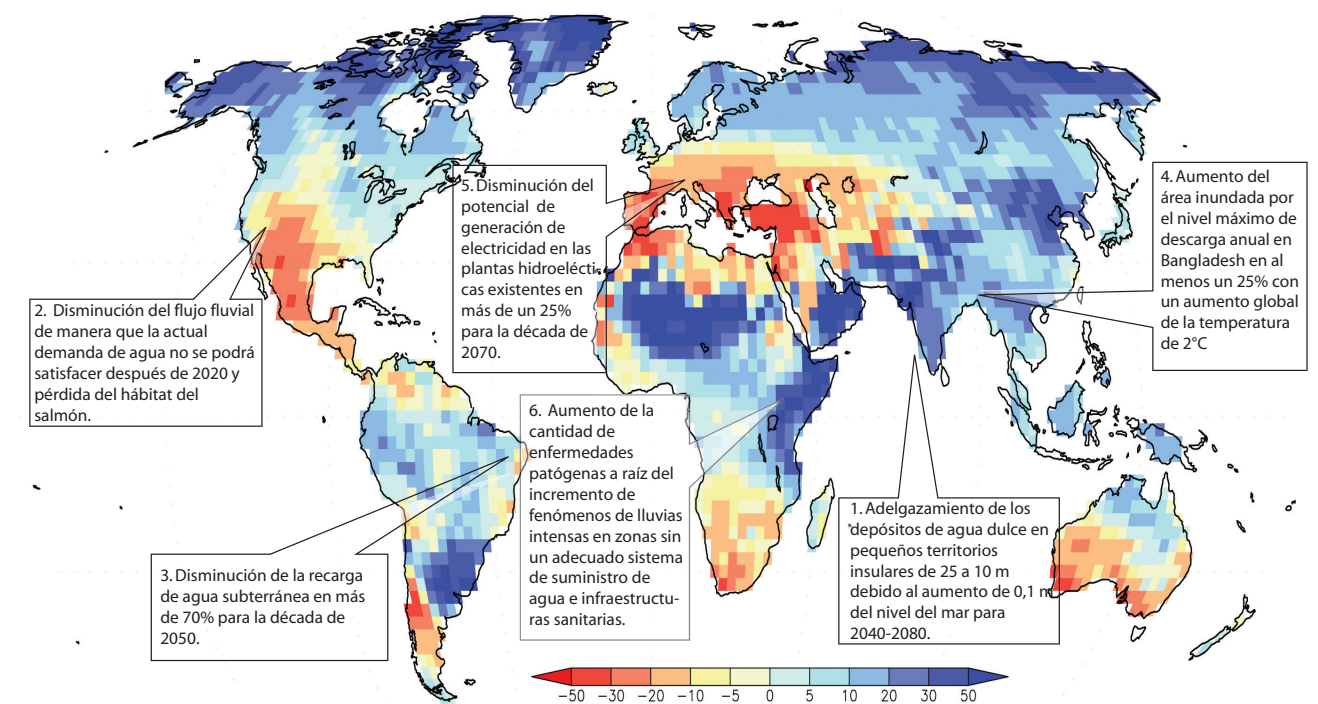 5. Disminución del
potencial de
generación de
electricidad en las
plantas hidroelécti-
cas existentes en
más de un 25%
para la década de
2070.
4. Aumento del
área inundada por
el nivel máximo de
descarga anual en
Bangladesh en al
menos un 25% con
un aumento global
de la temperatura
de 2°C
2. Disminución del flujo fluvial
de manera que la actual
demanda de agua no se podrá
satisfacer después de 2020 y
pérdida del hábitat del
salmón.
6. Aumento de la
cantidad de
enfermedades
patógenas a raíz del
incremento de
fenómenos de lluvias
intensas en zonas sin
un adecuado sistema
de suministro de
agua e infraestructu-
ras sanitarias.
1. Adelgazamiento de los
depósitos de agua dulce en
pequeños territorios
insulares de 25 a 10 m
debido al aumento de 0,1 m
del nivel del mar para
2040-2080.
3. Disminución de la recarga
de agua subterránea en más
de 70% para la década de
2050.
-50 -30 -20 -10 -5 0 5 10 20 30 50